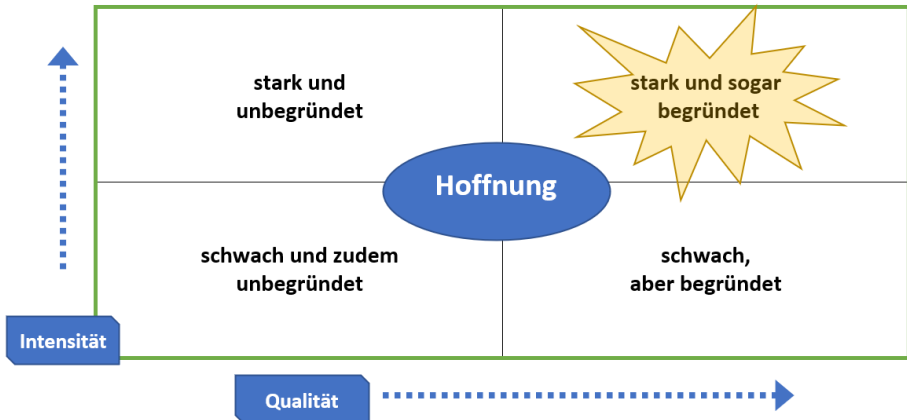 stark und
unbegründet
stark und sogar
begründet
Hoffnung
schwach und zudem
unbegründet
schwach,
aber begründet
Intensität
Qualität